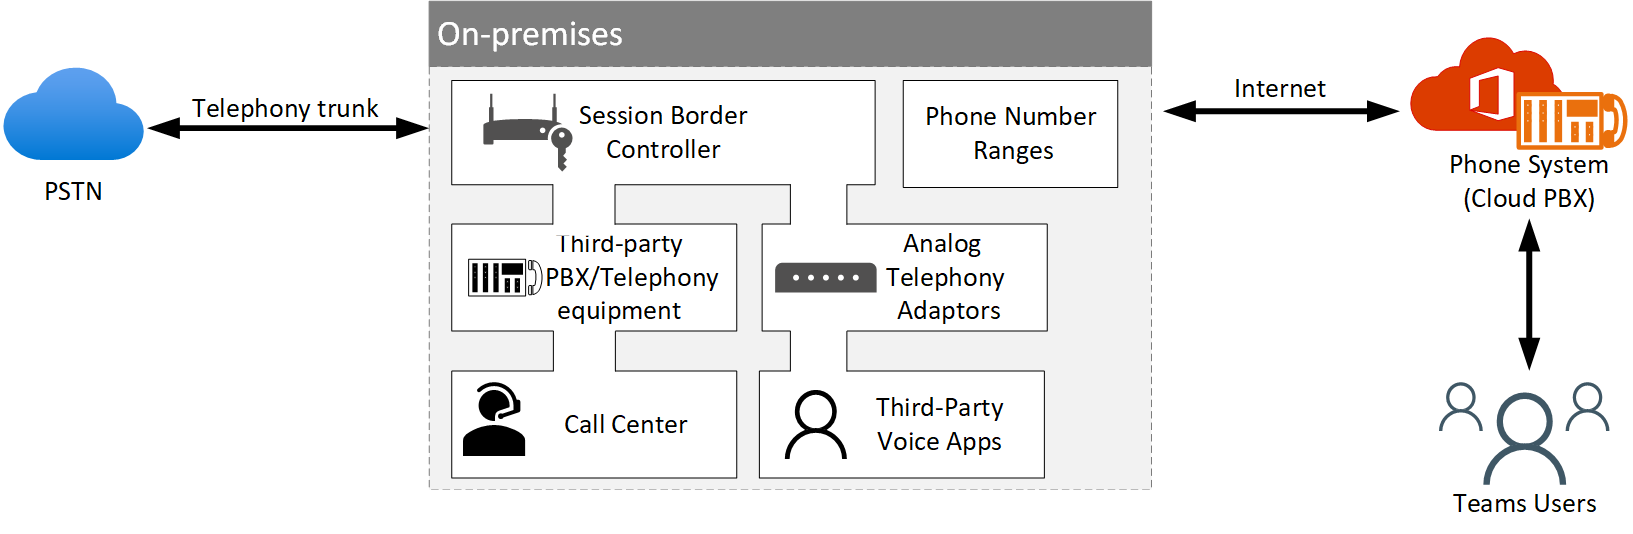 On-premises
Telephony trunk
PSTN
Session Border
Controller
Phone Number
Ranges
Third-party
PBX/Telephony
equipment
Analog
Telephony
Adaptors
Call Center
Third-Party
Voice Apps
Internet
Phone System
(Cloud PBX)
Teams Users